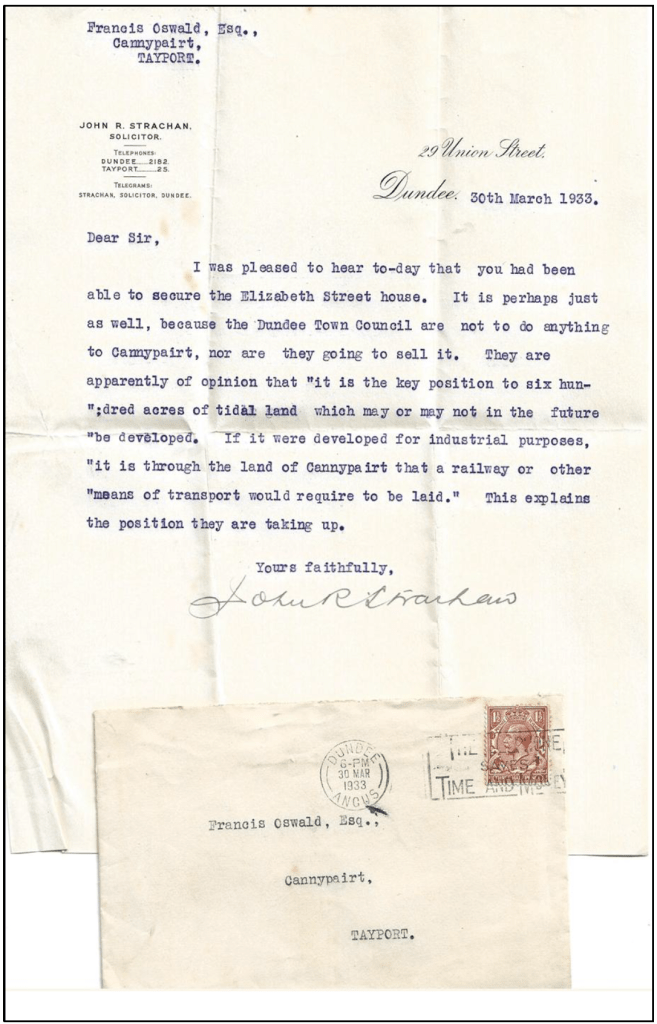 Francis Oswald, Esq.,
Cannypairt,
TAYPORT.
JOHN R. STRACHAN.
SOLICITOR.
TELEPHONES:
DUNDEE.....2182.
TAYPORT.....25.
TELEGRAMS:
STRACHAN, SOLICITOR, DUNDEE.
29 Union Street,
Dundee. 30th March 1933.
Dear Sir,
I was pleased to hear to-day that you had been
able to secure the Elizabeth Street house. It is perhaps just
as well, because the Dundee Town Council are not to do anything
to Cannypairt, nor are they going to sell it. They are
apparently of opinion that "it is the key position to six hun-
";dred acres of tidal land which may or may not in the future
"be developed. If it were developed for industrial purposes,
"it is through the land of Cannypairt that a railway or other
"means of transport would require to be laid." This explains
the position they are taking up.
Yours faithfully,
John R Strachan
1½ 1½
DUNDEE
6-PM
30 MAR
1933
ANGUS
THE
SAVES
TIME AND MONEY
Francis Oswald, Esq.,
Cannypairt,
TAYPORT.